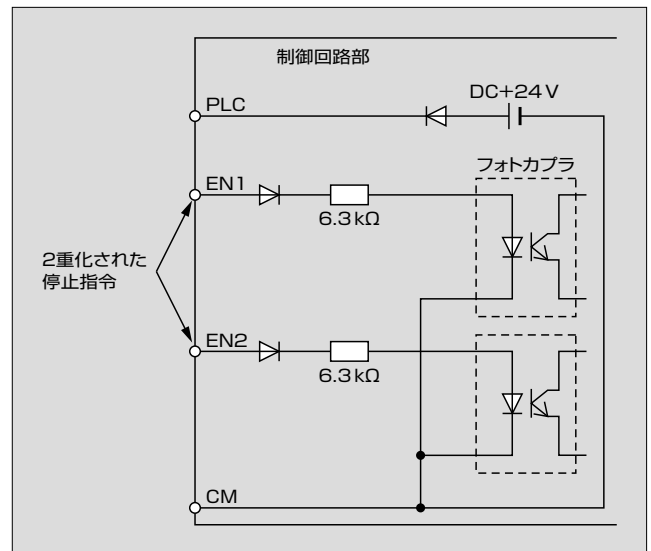 制御回路部
DC+24V
PLC
フォトカプラ
EN1
6.3kΩ
2重化された
停止指令
EN2
6.3kΩ
CM